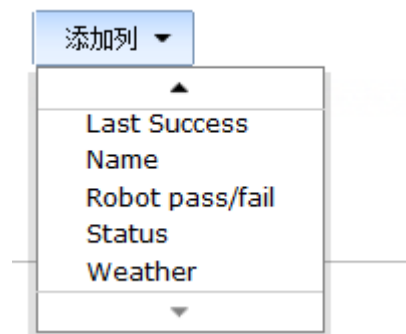 添加列
Last Success
Name
Robot pass/fail
Status
Weather